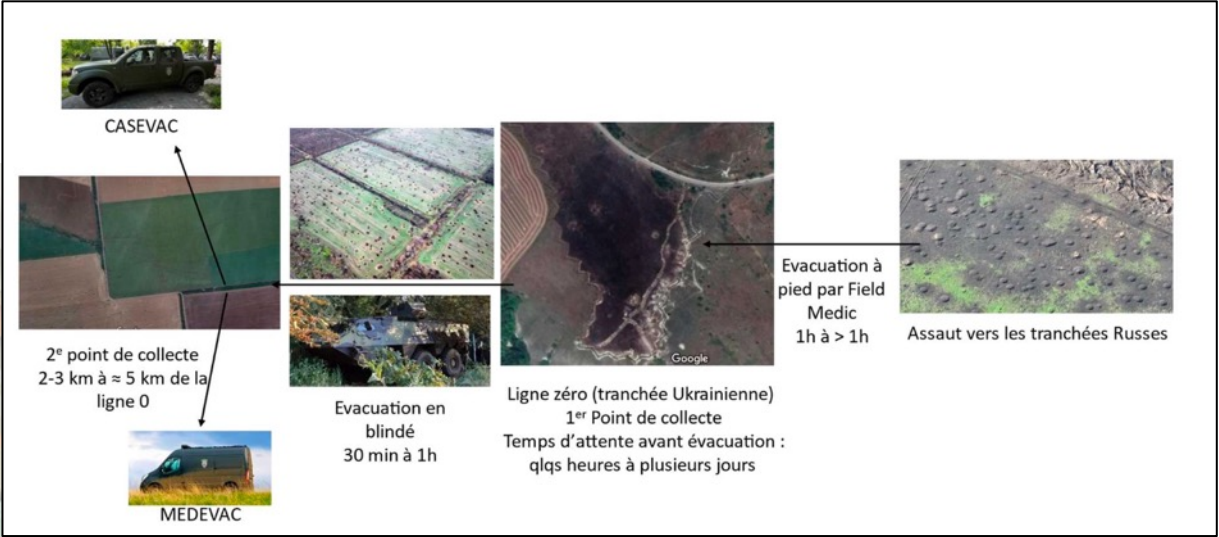 CASEVAC
2e point de collecte
2-3 km à ≈ 5 km de la
ligne 0
MEDEVAC
Evacuation en
blindé
30 min à 1h
Google
Ligne zéro (tranchée Ukrainienne)
1er Point de collecte
Temps d'attente avant évacuation :
qlqs heures à plusieurs jours
Evacuation à
pied par Field
Medic
1h à > 1h
Assaut vers les tranchées Russes